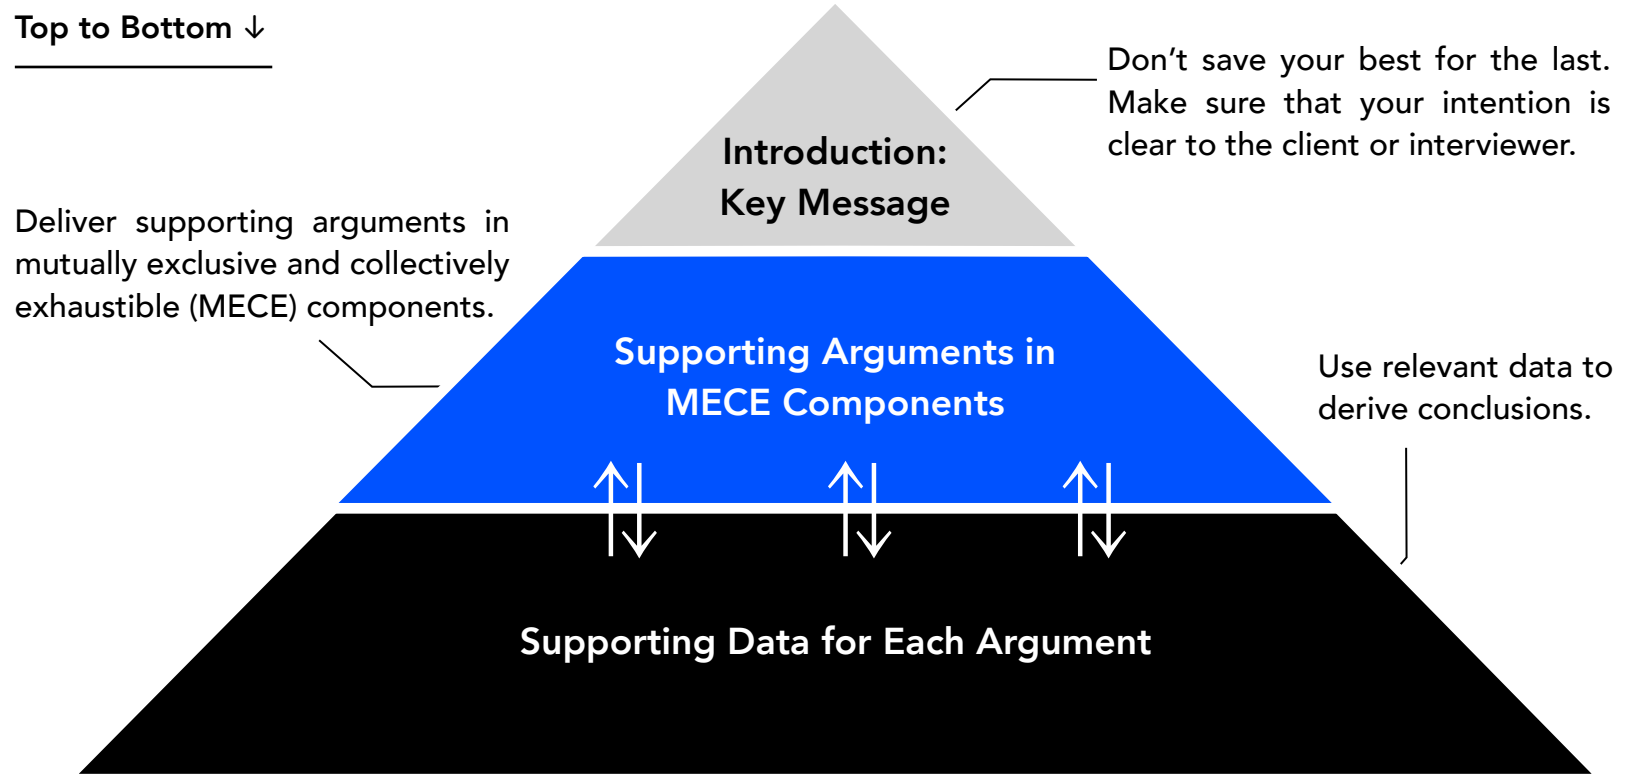 Top to Bottom ↓
Don't save your best for the last.
Make sure that your intention is
clear to the client or interviewer.
Introduction:
Key Message
Deliver supporting arguments in
mutually exclusive and collectively
exhaustible (MECE) components.
Supporting Arguments in
MECE Components
Use relevant data to
derive conclusions.
Supporting Data for Each Argument